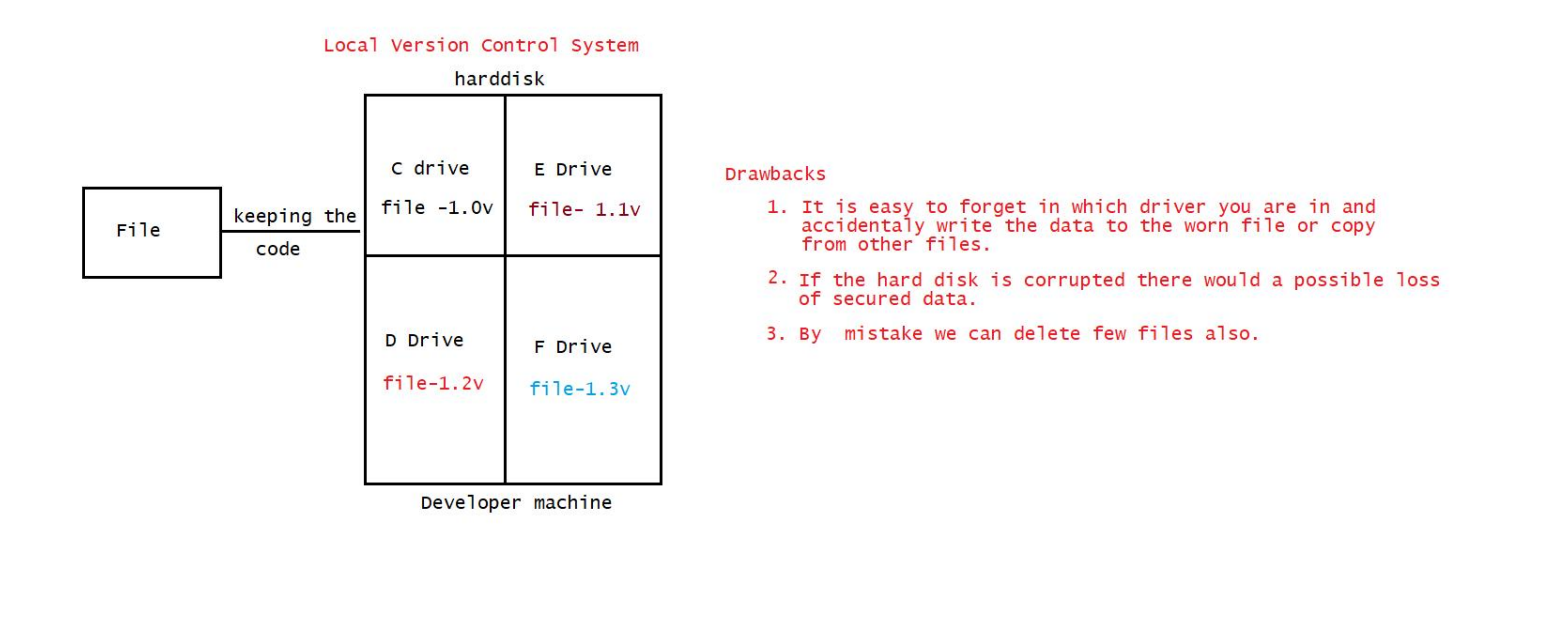 Local Version Control System
harddisk
File
keeping the
code
C drive
file -1.0v
E Drive
file- 1.1v
D Drive
file-1.2v
F Drive
file-1.3v
Developer machine
Drawbacks
1. It is easy to forget in which driver you are in and
accidentaly write the data to the worn file or copy
from other files.
2. If the hard disk is corrupted there would a possible loss
of secured data.
3. By  mistake we can delete few files also.